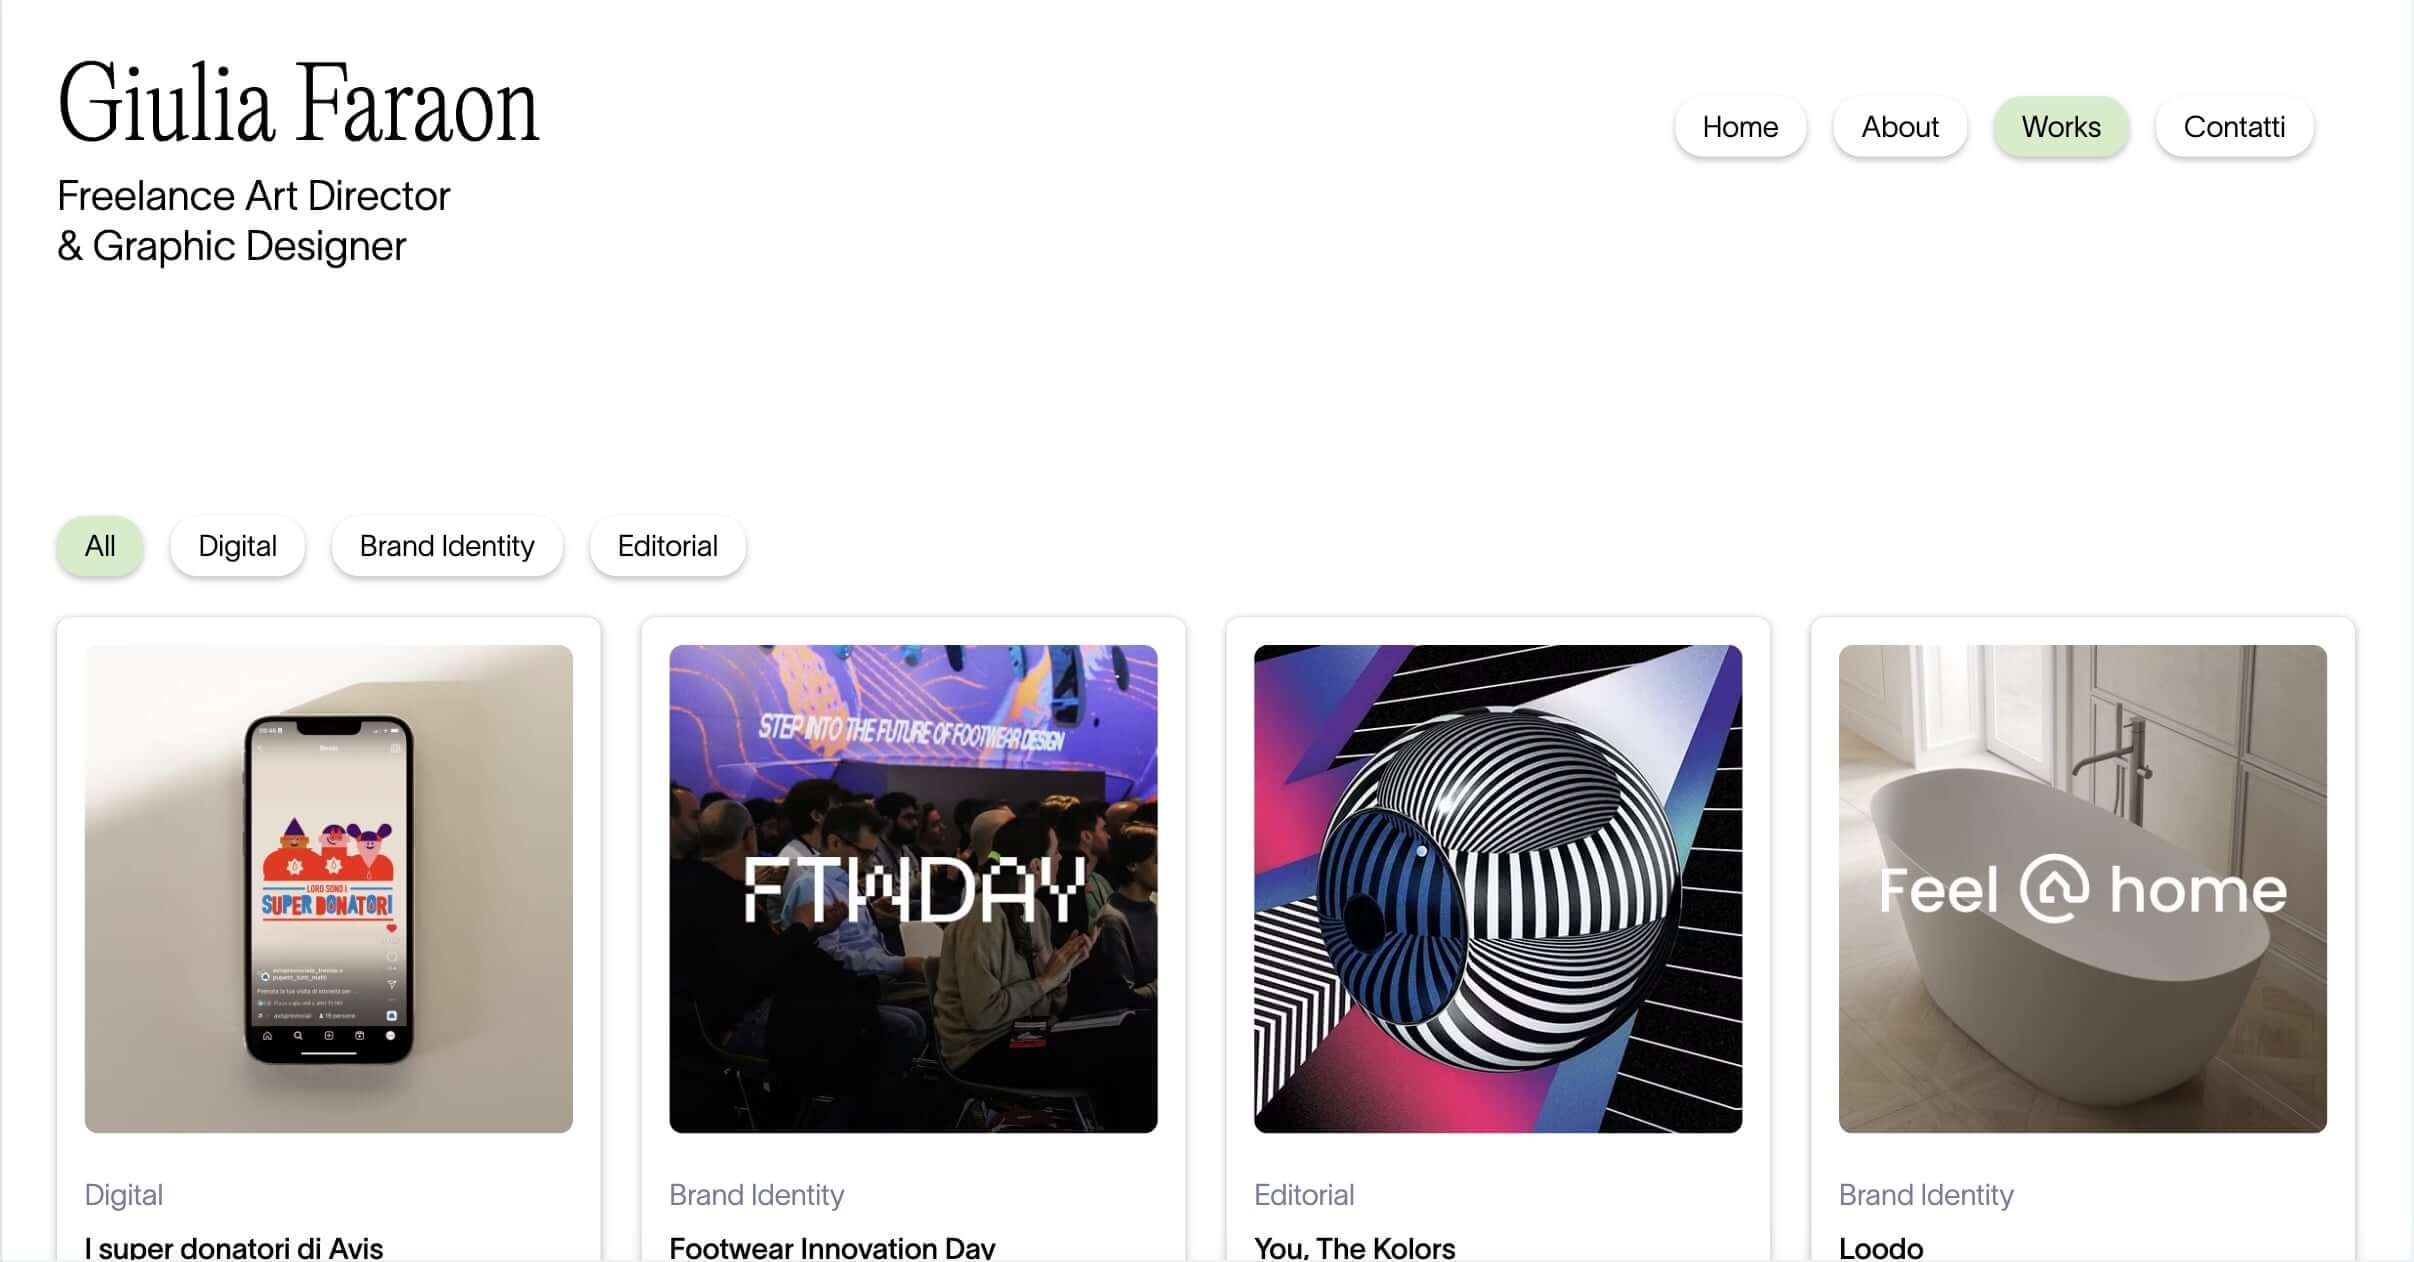 Giulia Faraon
Freelance Art Director
& Graphic Designer
Home
About
Works
Contatti
All
Digital
Brand Identity
Editorial
LORO SONO I
SUPER DONATORI
STEP INTO THE FUTURE OF FOOTWEAR DESIGN
FTWDAY
Feel @ home
Digital
I super donatori di Avis
Brand Identity
Footwear Innovation Day
Editorial
You, The Kolors
Brand Identity
Loodo